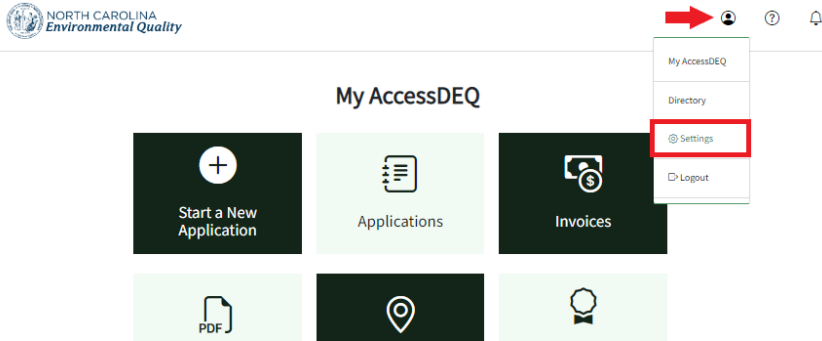 NORTH CAROLINA
Environmental Quality
My AccessDEQ
Directory
Settings
Logout
My AccessDEQ
Start a New
Application
Applications
Invoices
PDF